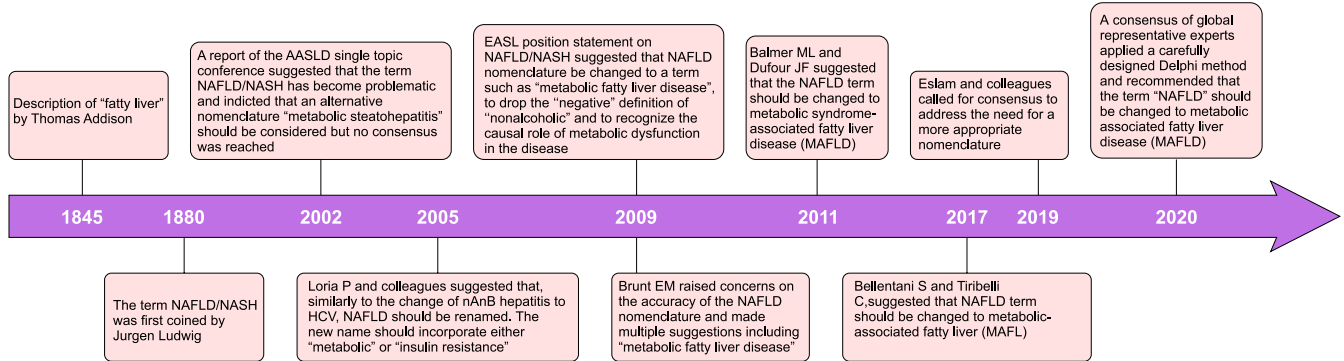 Description of “fatty liver”
by Thomas Addison
A report of the AASLD single topic
conference suggested that the term
NAFLD/NASH has become problematic
and indicted that an alternative
nomenclature “metabolic steatohepatitis”
should be considered but no consensus
was reached
EASL position statement on
NAFLD/NASH suggested that NAFLD
nomenclature be changed to a term
such as “metabolic fatty liver disease”,
to drop the “negative” definition of
“nonalcoholic” and to recognize the
causal role of metabolic dysfunction
in the disease
Balmer ML and
Dufour JF suggested
that the NAFLD term
should be changed to
metabolic syndrome-
associated fatty liver
disease (MAFLD)
Eslam and colleagues
called for consensus to
address the need for a
more appropriate
nomenclature
A consensus of global
representative experts
applied a carefully
designed Delphi method
and recommended that
the term “NAFLD” should
be changed to metabolic
associated fatty liver
disease (MAFLD)
1845 1880 2002 2005 2009 2011 2017 2019 2020
The term NAFLD/NASH
was first coined by
Jurgen Ludwig
Loria P and colleagues suggested that,
similarly to the change of nAnB hepatitis to
HCV, NAFLD should be renamed. The
new name should incorporate either
“metabolic” or “insulin resistance”
Brunt EM raised concerns on
the accuracy of the NAFLD
nomenclature and made
multiple suggestions including
“metabolic fatty liver disease”
Bellentani S and Tiribelli
C,suggested that NAFLD term
should be changed to metabolic-
associated fatty liver (MAFL)